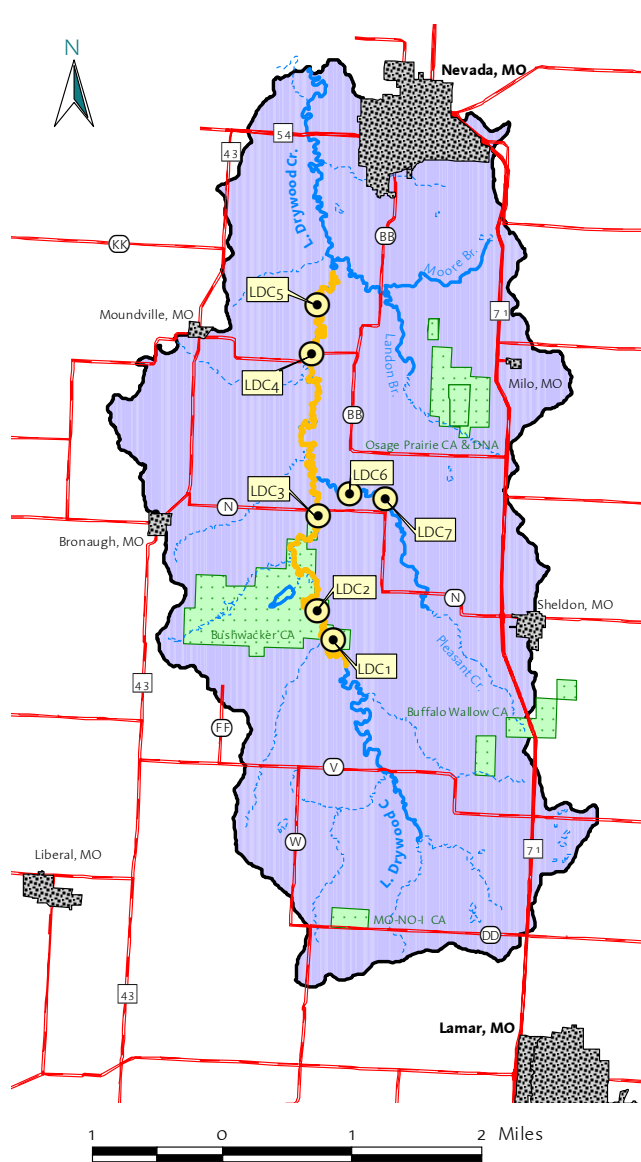 N
Nevada, MO
54
43
L. Drywood Cr.
KK
BB
Moore Br.
LDC5
Moundville, MO
71
Landon Br.
LDC4
Milo, MO
BB
Osage Prairie CA & DNA
LDC6
LDC3
N
LDC7
Bronaugh, MO
LDC2
N
Sheldon, MO
Bushwacker CA
LDC1
Pleasant Cr.
43
Buffalo Wallow CA
FF
V
L. Drywood C
W
71
Liberal, MO
MO-NO-I CA
DD
43
Lamar, MO
1 0 1 2 Miles